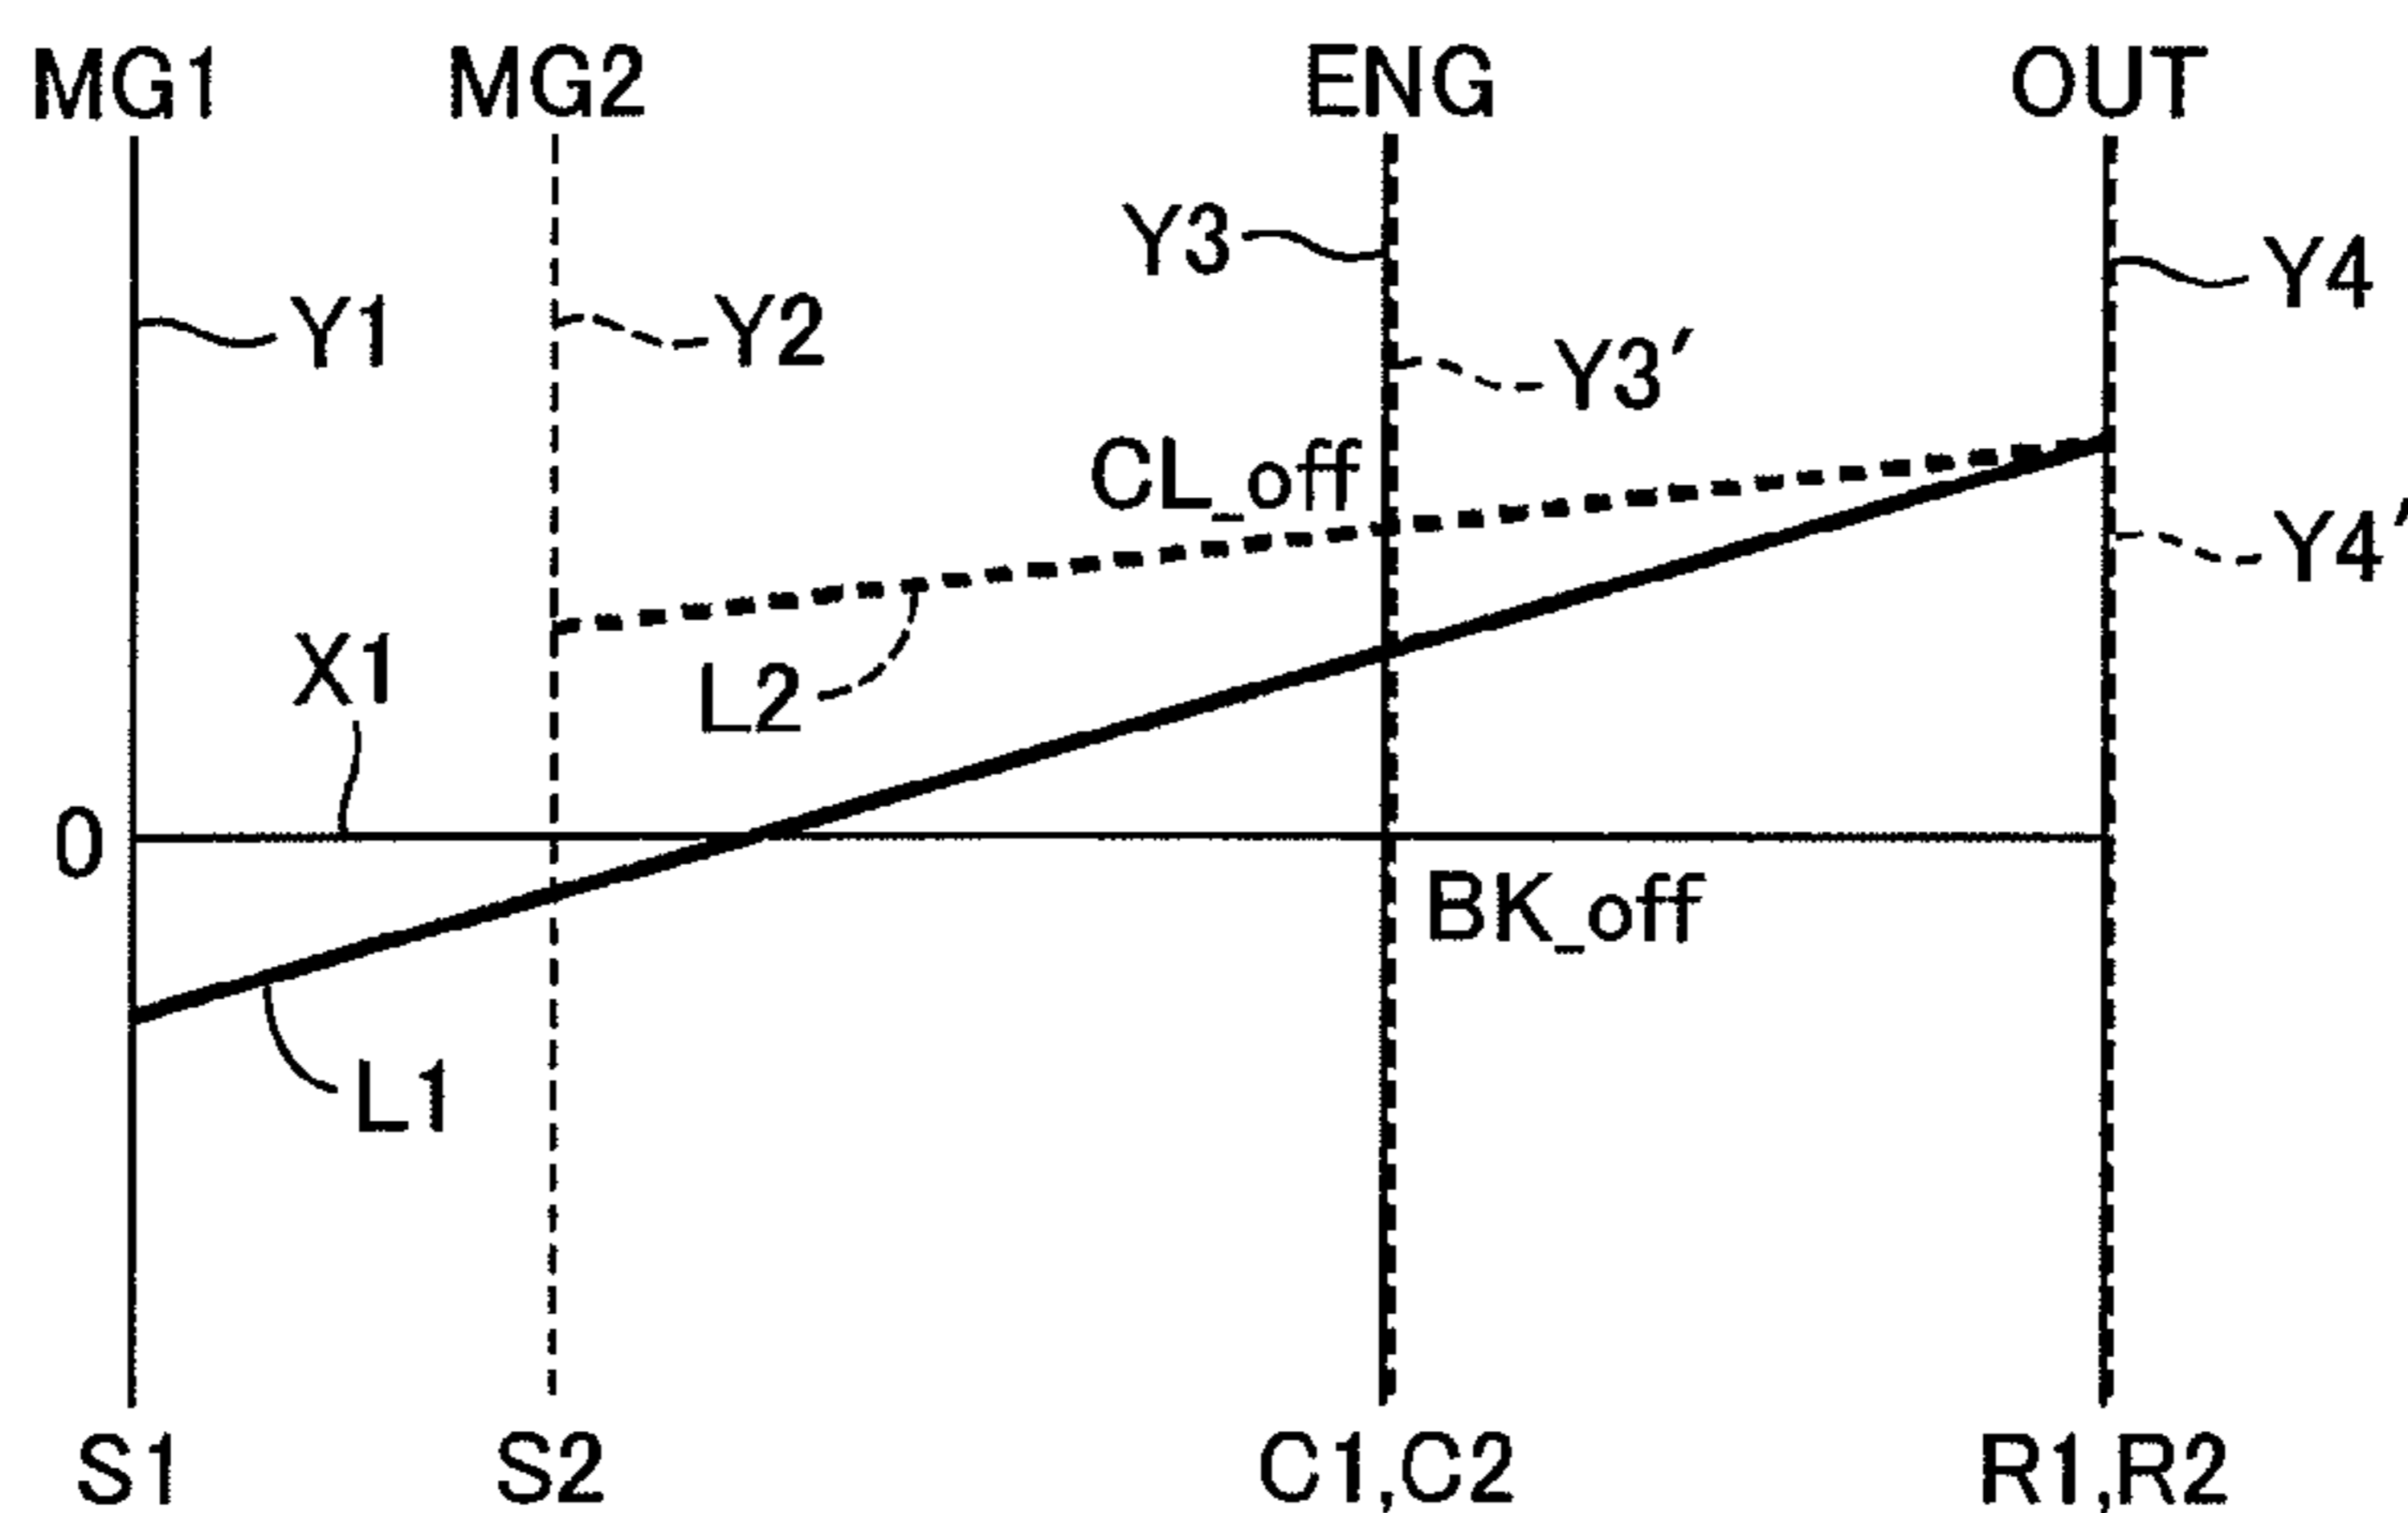 MG1 MG2 ENG OUT
Y3 Y4
Y1 Y2 Y3′
CL_off
Y4′
X1 L2
0 BK_off
L1
S1 S2 C1,C2 R1,R2